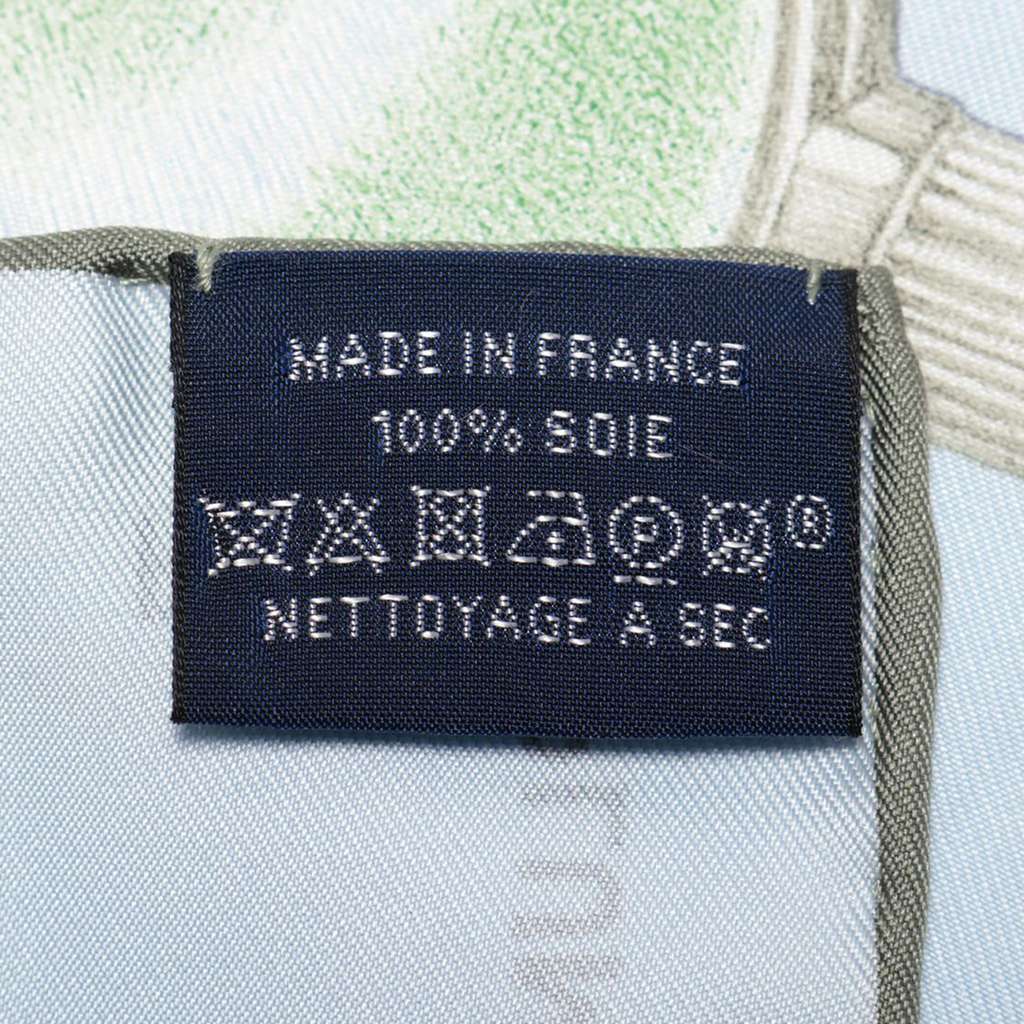 MADE IN FRANCE
100% SOIE
P ®
NETTOYAGE A SEC